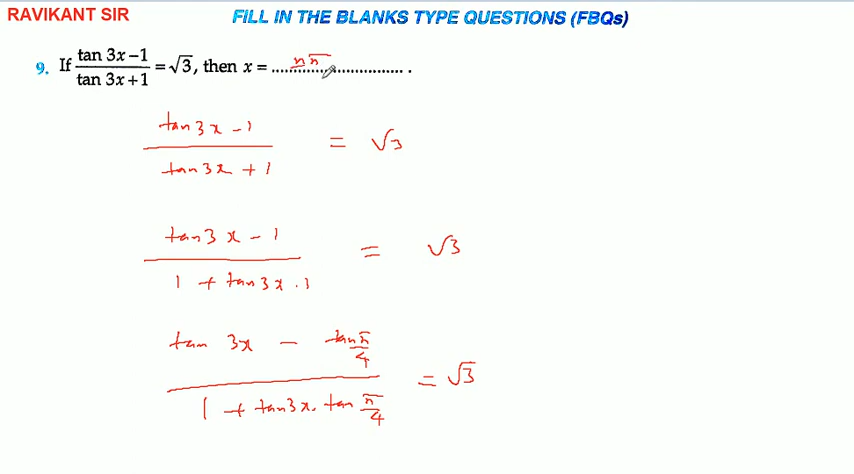 RAVIKANT SIR
FILL IN THE BLANKS TYPE QUESTIONS (FBQs)
9. If (tan 3x−1)/(tan 3x+1) = √3, then x = ................................ .
nπ
tan 3x − 1
= √3
tan 3x + 1
tan 3x − 1
= √3
1 + tan 3x . 1
tan 3x − tan π/4
= √3
1 + tan 3x . tan π/4